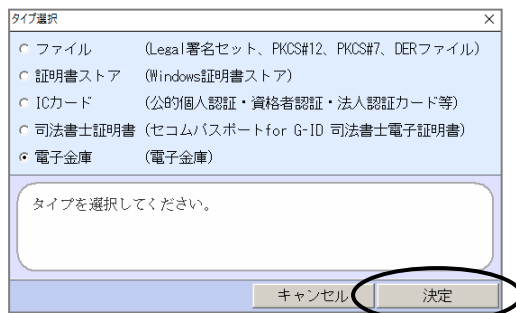 タイプ選択
ファイル (Legal署名セット、PKCS#12、PKCS#7、DERファイル)
証明書ストア (Windows証明書ストア)
ICカード (公的個人認証・資格者認証・法人認証カード等)
司法書士証明書 (セコムパスポートfor G-ID 司法書士電子証明書)
電子金庫 (電子金庫)
タイプを選択してください。
キャンセル 決定